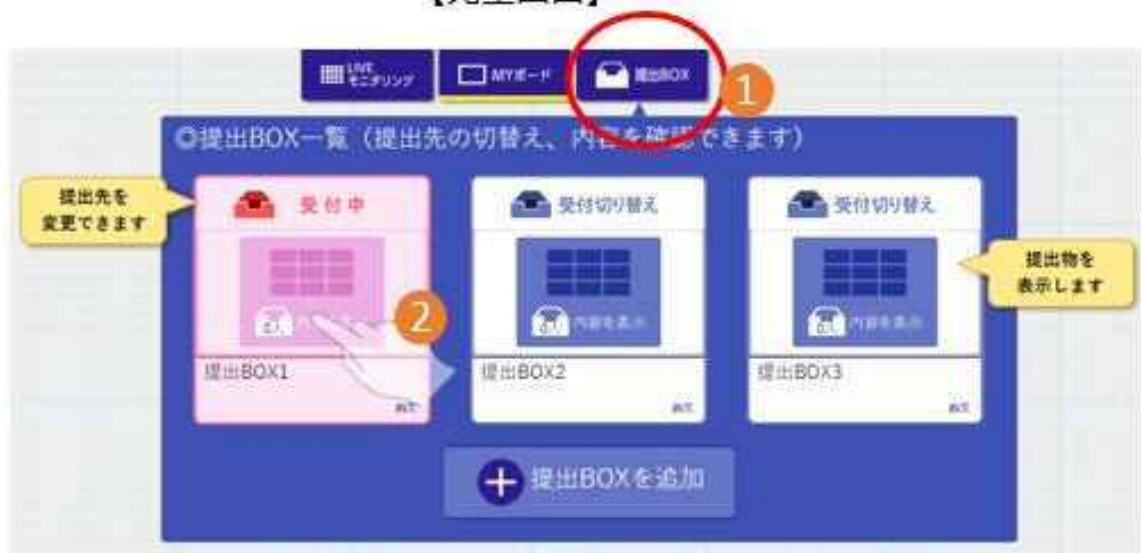 LIVE
モニタリング
MYボード
提出BOX
1
◎提出BOX一覧（提出先の切替え、内容を確認できます）
提出先を
変更できます
受付中
受付切り替え
受付切り替え
提出物を
表示します
内容を表示
内容を表示
2
提出BOX1
提出BOX2
提出BOX3
提出BOXを追加